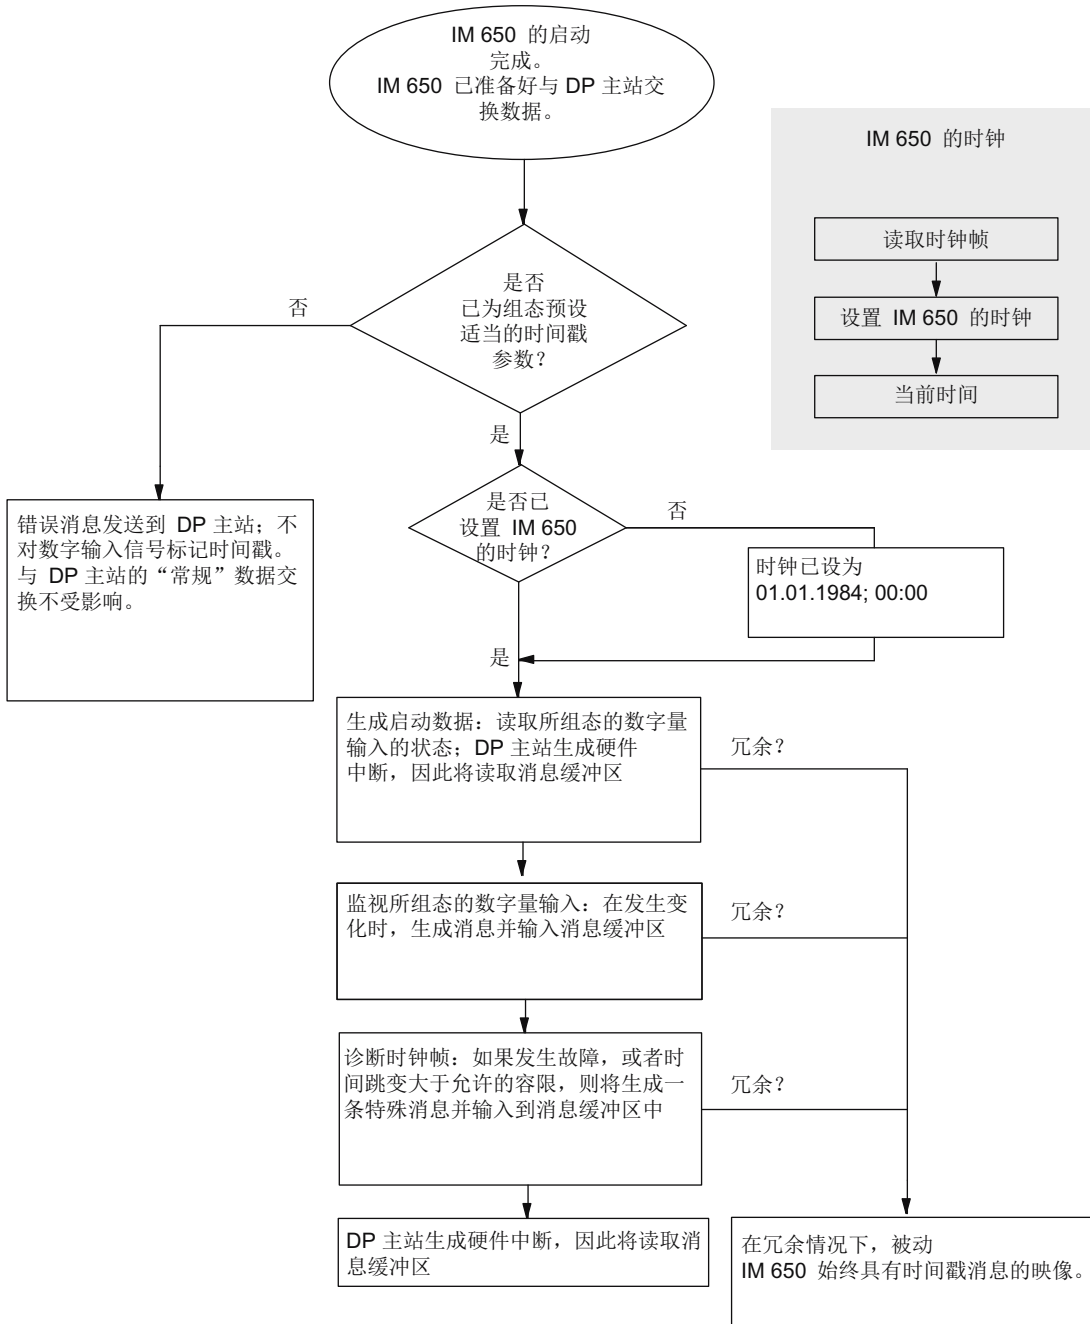 IM 650 的启动
完成。
IM 650 已准备好与 DP 主站交
换数据。
IM 650 的时钟
读取时钟帧
设置 IM 650 的时钟
当前时间
是否
已为组态预设
适当的时间戳
参数？
否
是
错误消息发送到 DP 主站；不
对数字输入信号标记时间戳。
与 DP 主站的“常规”数据交
换不受影响。
是否已
设置 IM 650
的时钟？
否
时钟已设为
01.01.1984; 00:00
是
生成启动数据：读取所组态的数字量
输入的状态；DP 主站生成硬件
中断，因此将读取消息缓冲区
冗余？
监视所组态的数字量输入：在发生变
化时，生成消息并输入消息缓冲区
冗余？
诊断时钟帧：如果发生故障，或者时
间跳变大于允许的容限，则将生成一
条特殊消息并输入到消息缓冲区中
冗余？
DP 主站生成硬件中断，因此将读取消
息缓冲区
在冗余情况下，被动
IM 650 始终具有时间戳消息的映像。